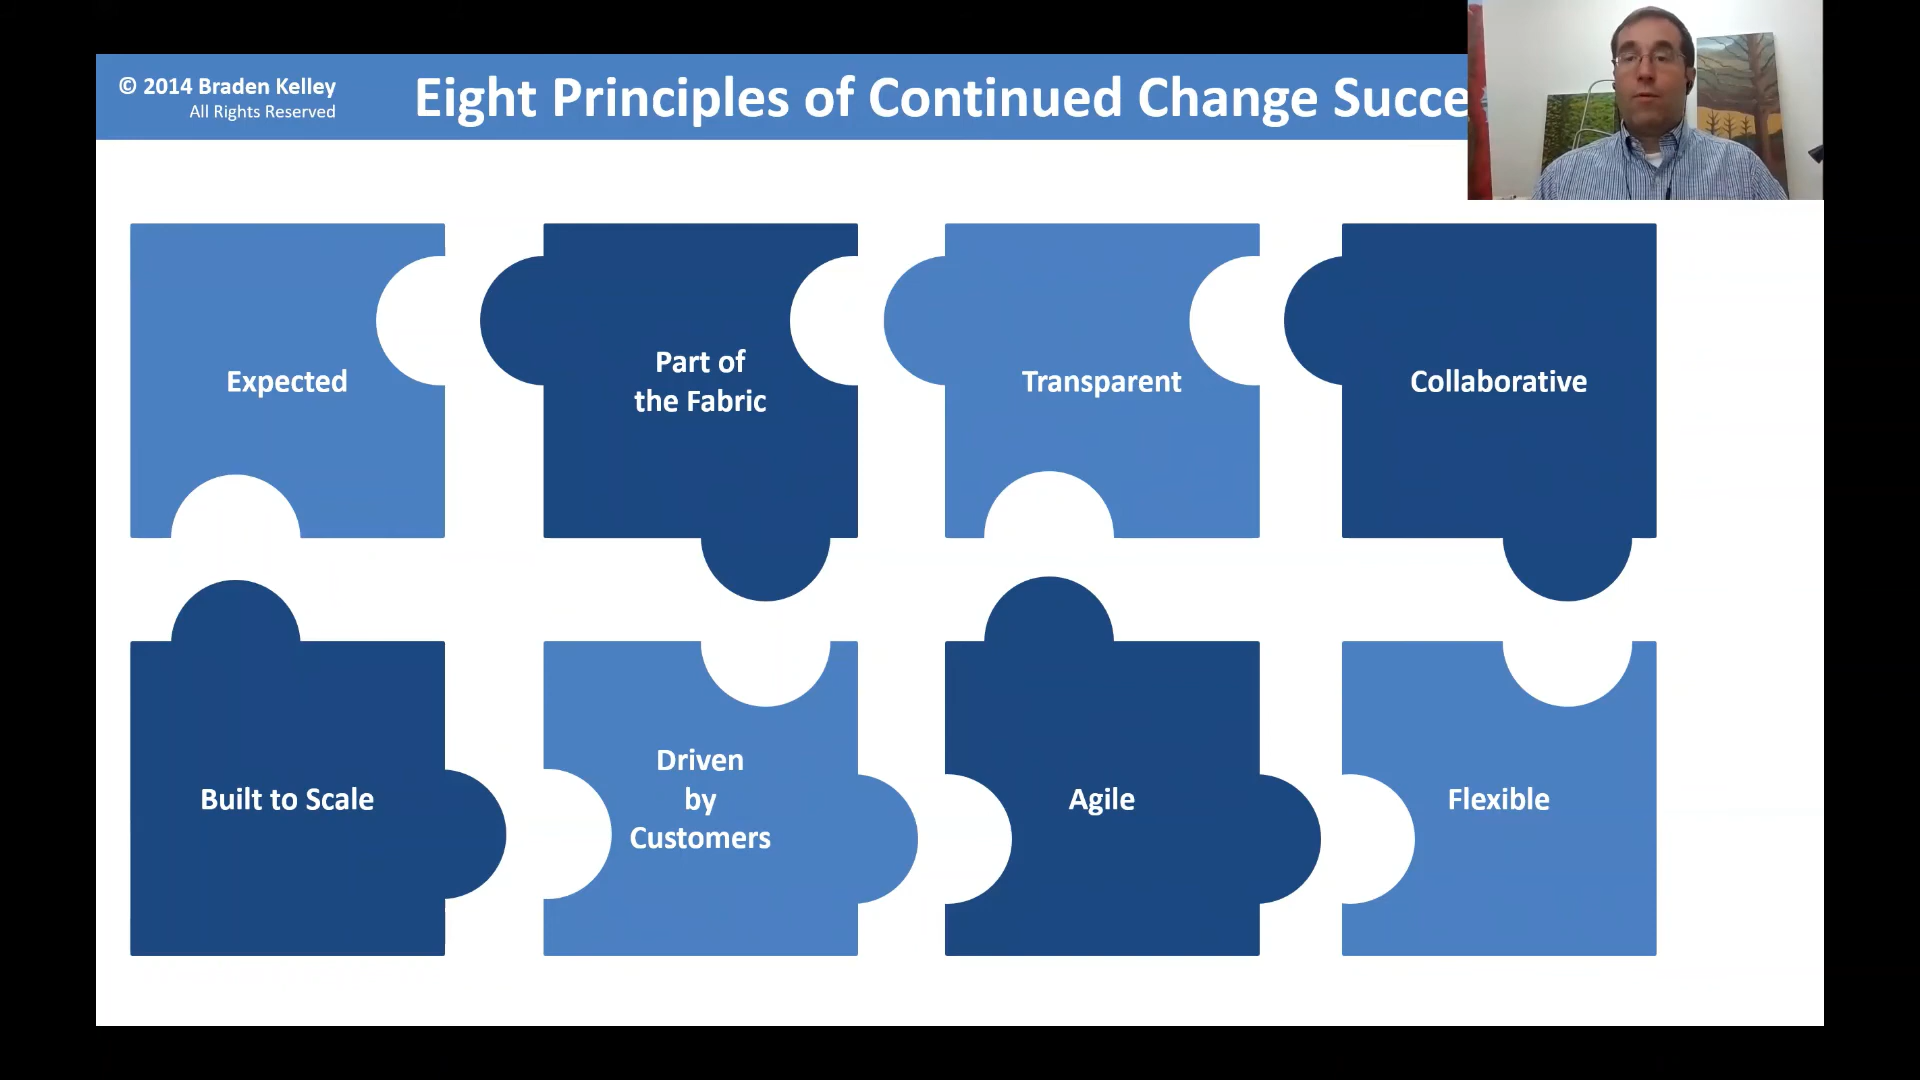 © 2014 Braden Kelley
All Rights Reserved
Eight Principles of Continued Change Succe
Expected
Part of
the Fabric
Transparent
Collaborative
Built to Scale
Driven
by
Customers
Agile
Flexible